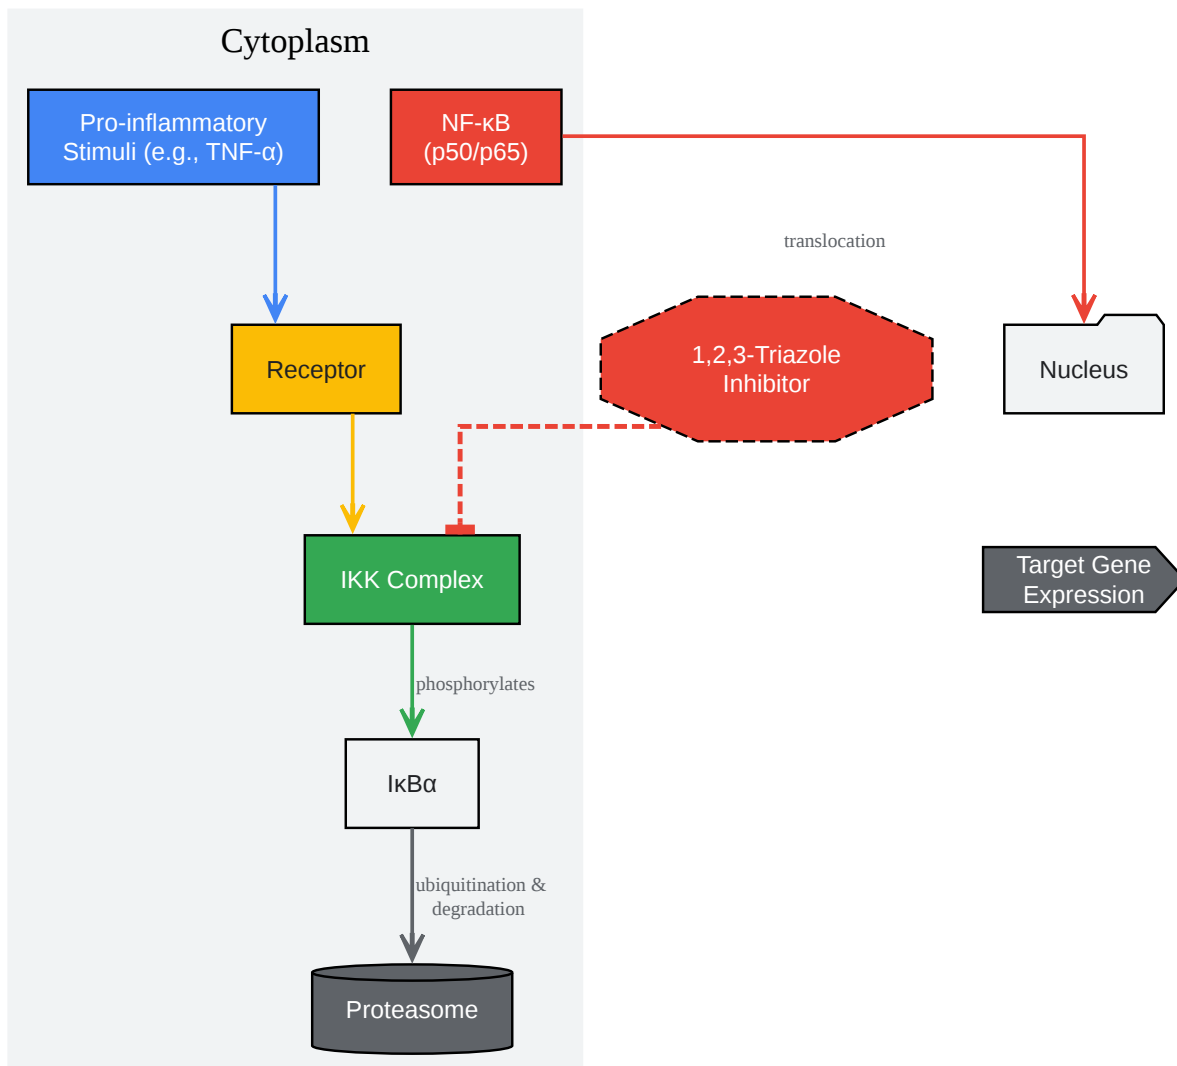 Cytoplasm
Pro-inflammatory
Stimuli (e.g., TNF-α)
NF-κB
(p50/p65)
translocation
Receptor
1,2,3-Triazole
Inhibitor
Nucleus
IKK Complex
Target Gene
Expression
phosphorylates
IκBα
ubiquitination &
degradation
Proteasome